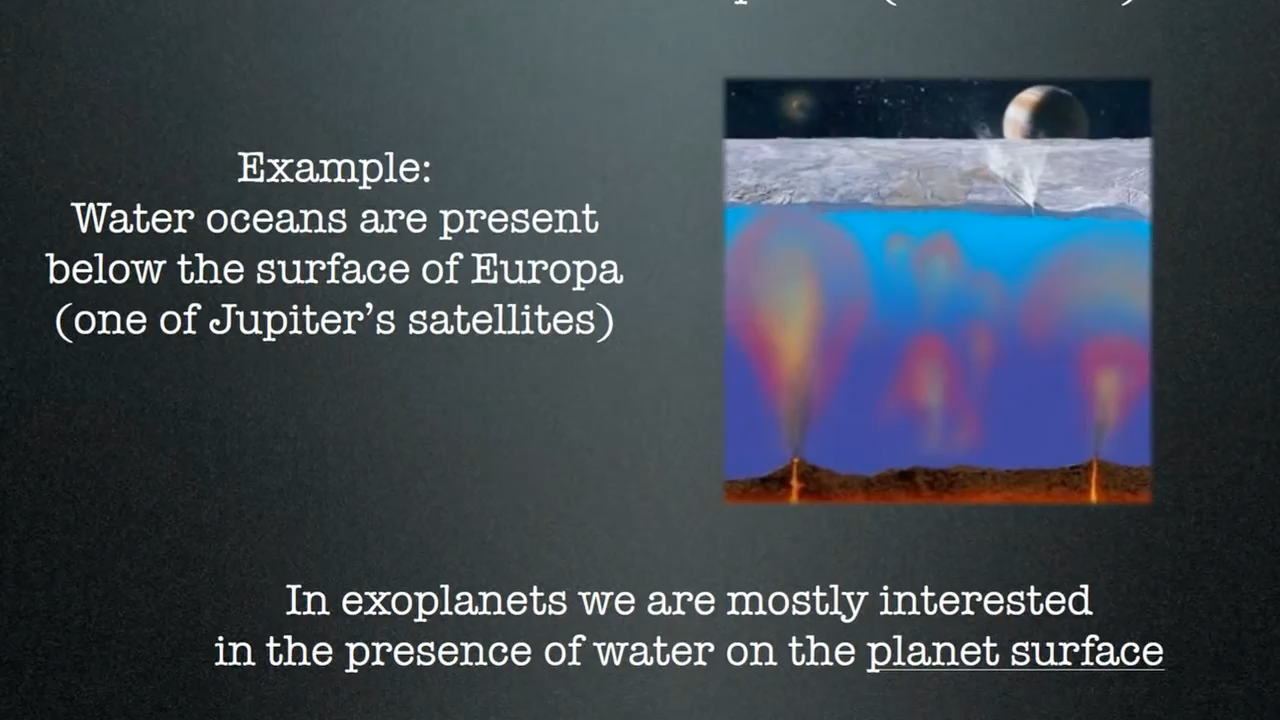 Example:
Water oceans are present
below the surface of Europa
(one of Jupiter's satellites)
In exoplanets we are mostly interested
in the presence of water on the planet surface